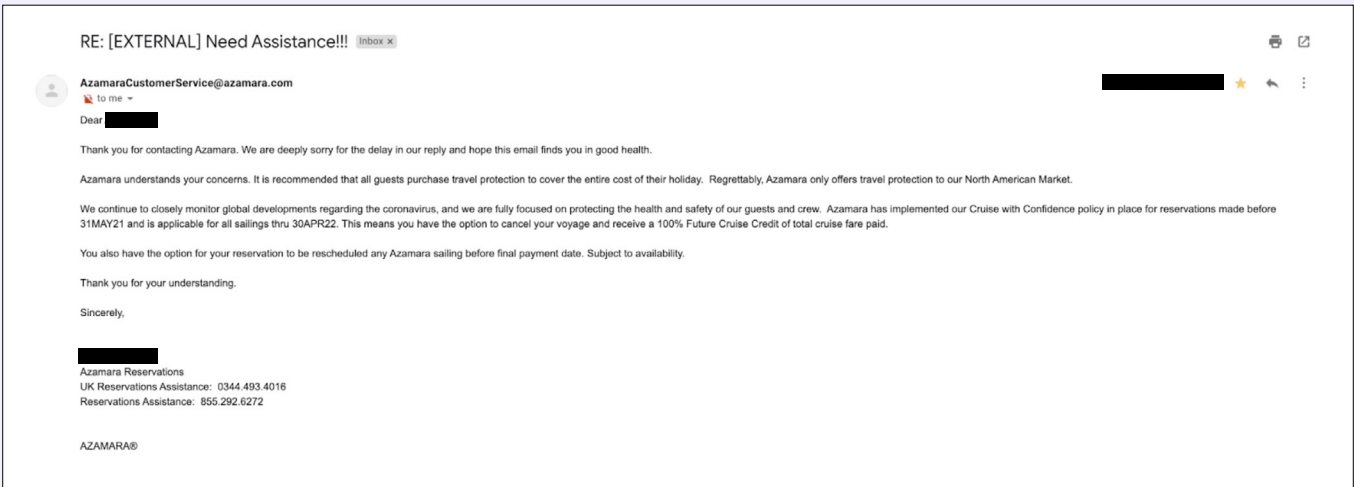 RE: [EXTERNAL] Need Assistance!!! Inbox x
AzamaraCustomerService@azamara.com
to me
Dear
Thank you for contacting Azamara. We are deeply sorry for the delay in our reply and hope this email finds you in good health.
Azamara understands your concerns. It is recommended that all guests purchase travel protection to cover the entire cost of their holiday. Regrettably, Azamara only offers travel protection to our North American Market.
We continue to closely monitor global developments regarding the coronavirus, and we are fully focused on protecting the health and safety of our guests and crew. Azamara has implemented our Cruise with Confidence policy in place for reservations made before
31MAY21 and is applicable for all sailings thru 30APR22. This means you have the option to cancel your voyage and receive a 100% Future Cruise Credit of total cruise fare paid.
You also have the option for your reservation to be rescheduled any Azamara sailing before final payment date. Subject to availability.
Thank you for your understanding.
Sincerely,
Azamara Reservations
UK Reservations Assistance: 0344.493.4016
Reservations Assistance: 855.292.6272
AZAMARA®